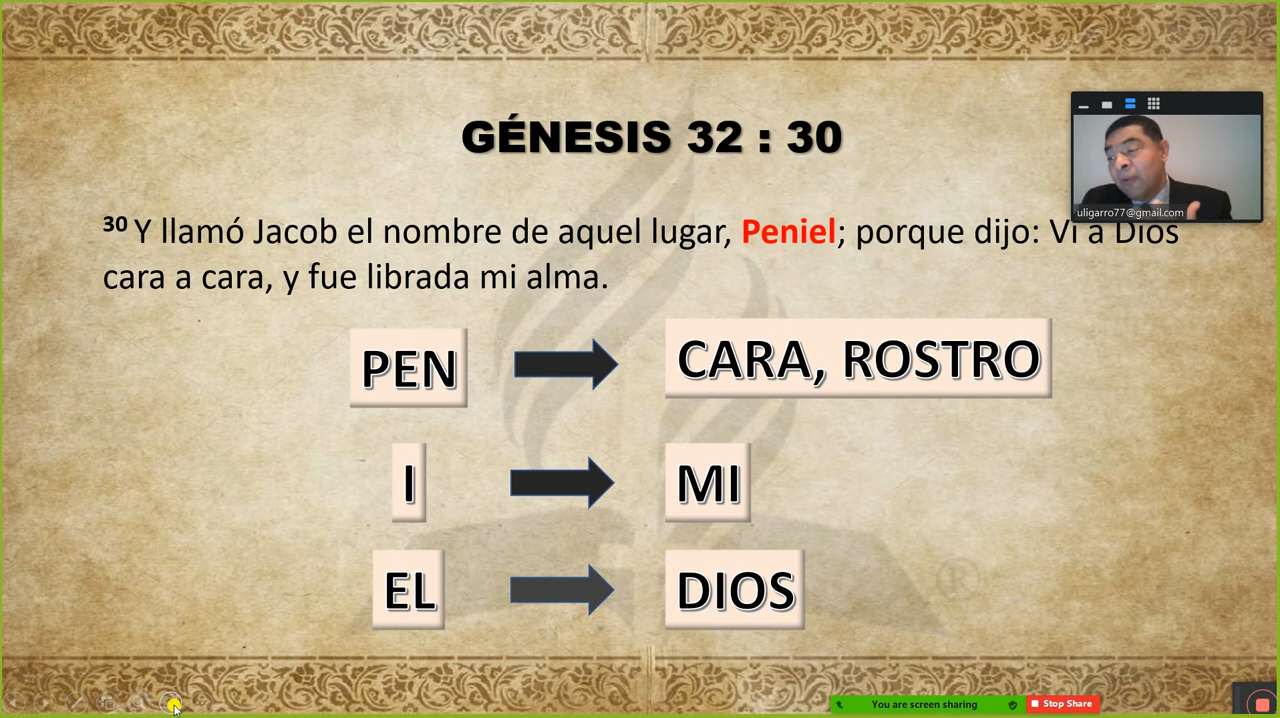 GÉNESIS 32 : 30
uligarro77@gmail.com
30 Y llamó Jacob el nombre de aquel lugar, Peniel; porque dijo: Vi a Dios
cara a cara, y fue librada mi alma.
PEN CARA, ROSTRO
I MI
EL DIOS
®
You are screen sharing Stop Share